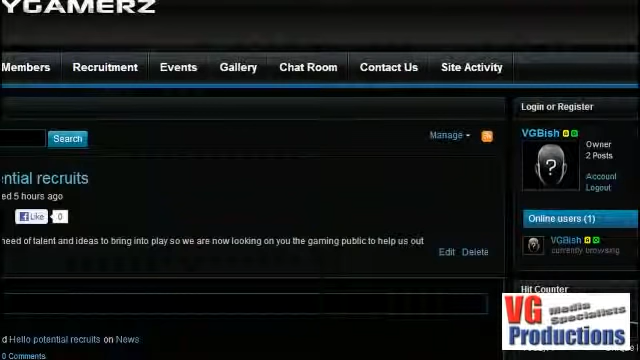 YGAMERZ
Members Recruitment Events Gallery Chat Room Contact Us Site Activity
Login or Register
Search
Manage
VGBish
Owner
2 Posts
Account
Logout
ential recruits
ed 5 hours ago
Like 0
Online users (1)
need of talent and ideas to bring into play so we are now looking on you the gaming public to help us out
VGBish
currently browsing
Edit Delete
Hit Counter
VG media
Specialists
Productions
d Hello potential recruits on News
0 Comments